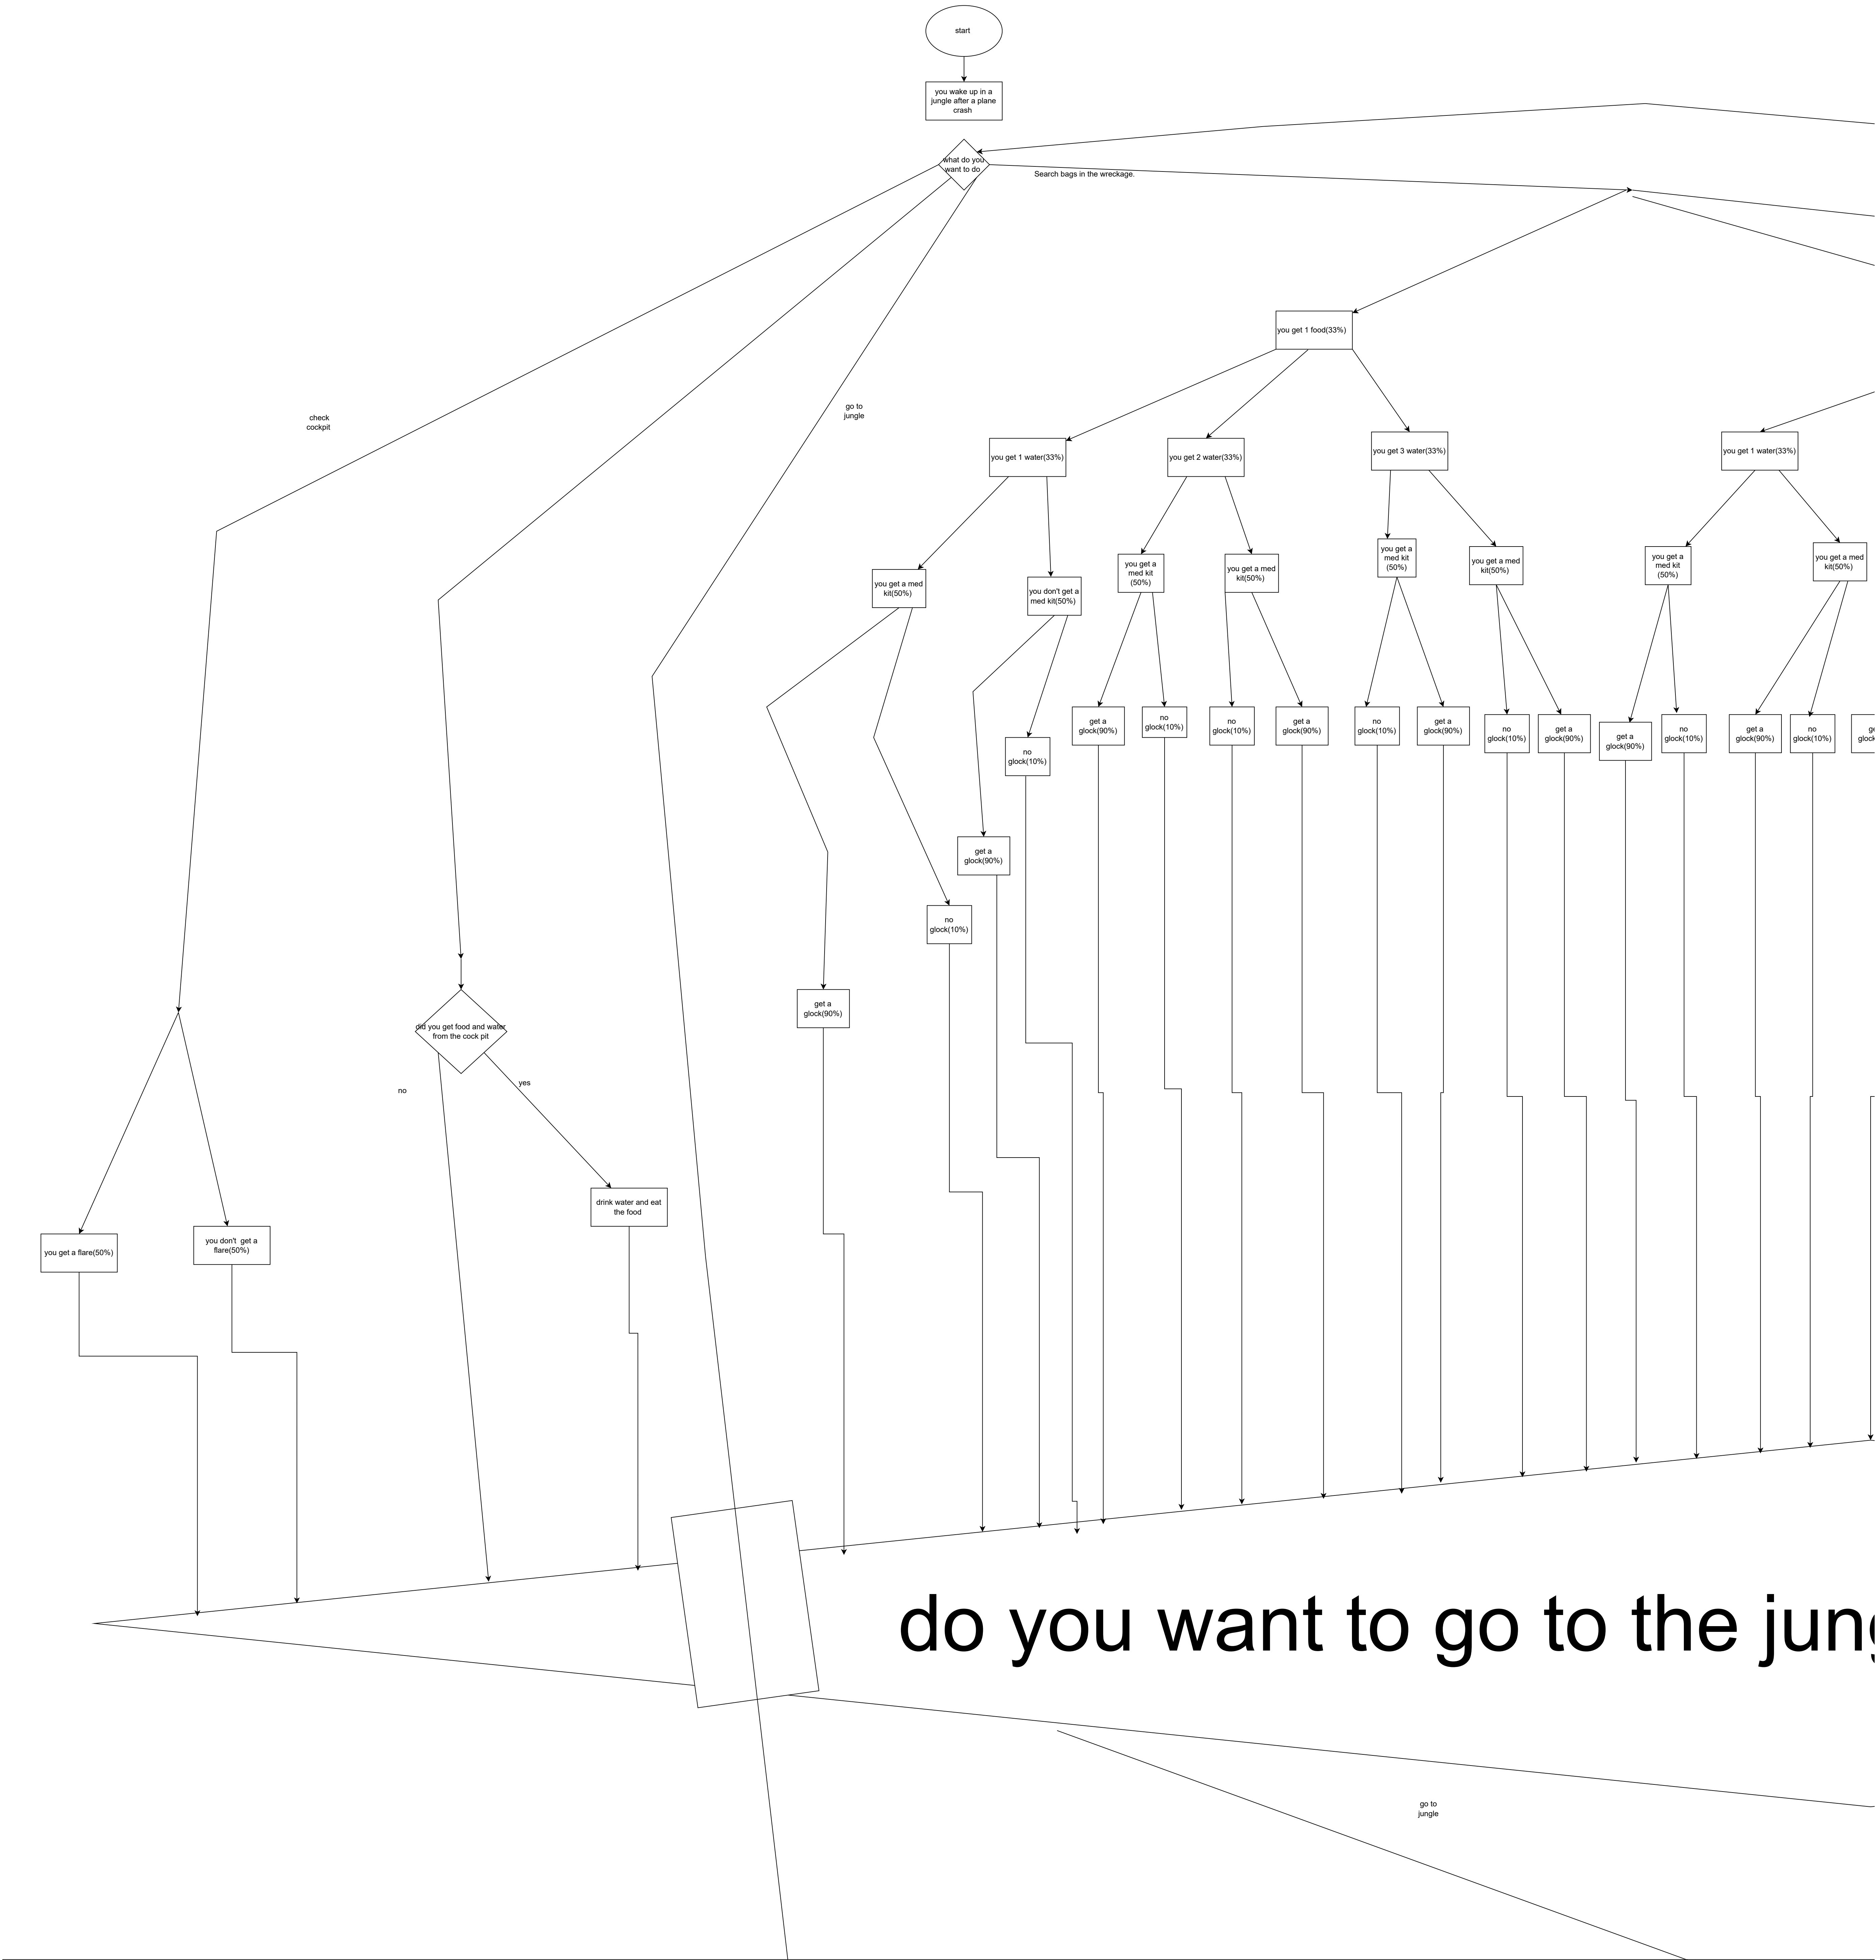 start
you wake up in a
jungle after a plane
crash
what do you
want to do
Search bags in the wreckage.
you get 1 food(33%)
check
cockpit
go to
jungle
you get 1 water(33%)
you get 2 water(33%)
you get 3 water(33%)
you get 1 water(33%)
you get a med
kit(50%)
you don't get a
med kit(50%)
you get a
med kit
(50%)
you get a med
kit(50%)
you get a
med kit
(50%)
you get a med
kit(50%)
you get a
med kit
(50%)
you get a med
kit(50%)
get a
glock(90%)
no
glock(10%)
no
glock(10%)
get a
glock(90%)
no
glock(10%)
get a
glock(90%)
no
glock(10%)
get a
glock(90%)
get a
glock(90%)
no
glock(10%)
get a
glock(90%)
no
glock(10%)
no
glock(10%)
get a
glock(90%)
no
glock(10%)
get a
glock(90%)
did you get food and water
from the cock pit
no
yes
drink water and eat
the food
you get a flare(50%)
you don't  get a
flare(50%)
do you want to go to the
go to
jungle